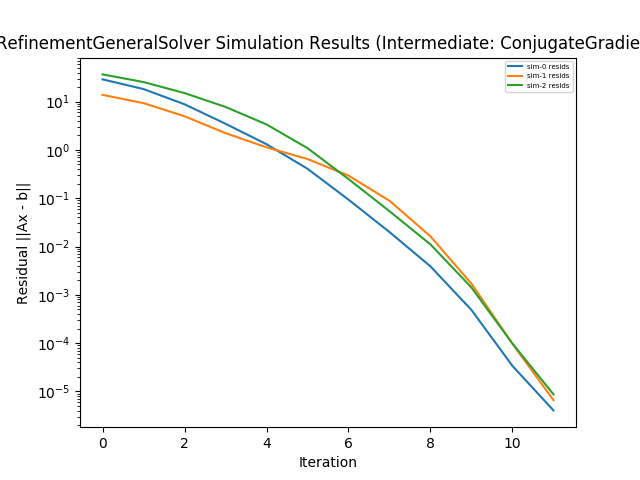 RefinementGeneralSolver Simulation Results (Intermediate: ConjugateGradie
sim-0 resids
sim-1 resids
sim-2 resids
10¹
10⁰
10⁻¹
10⁻²
10⁻³
10⁻⁴
10⁻⁵
Residual ||Ax - b||
0 2 4 6 8 10
Iteration